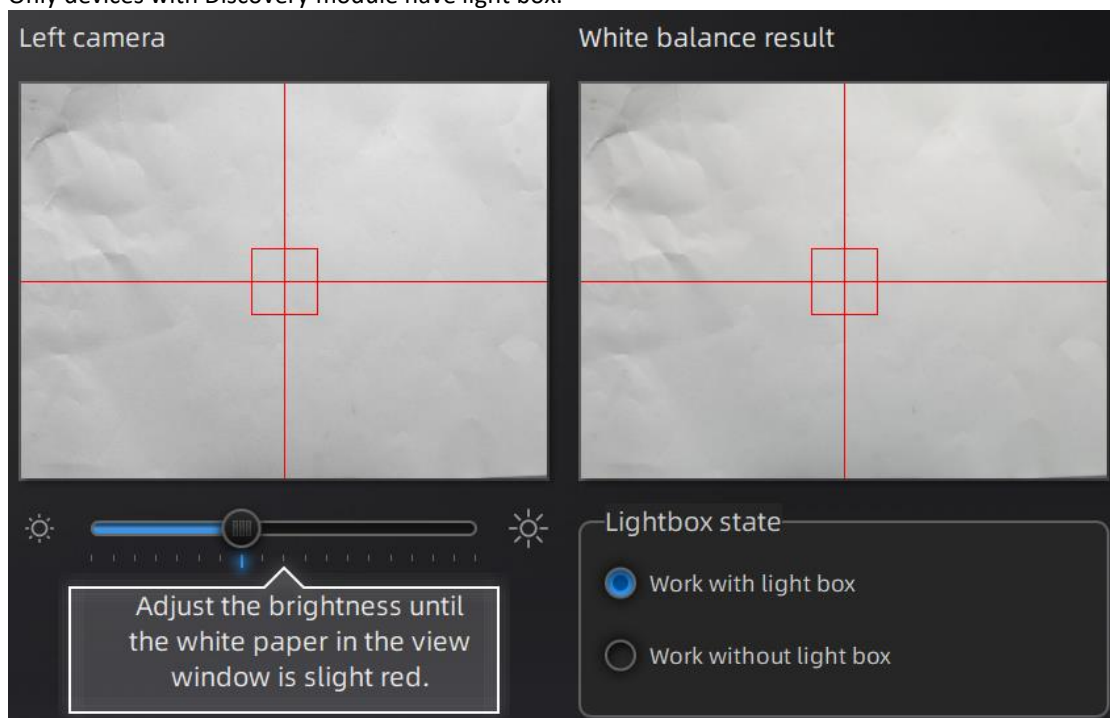 Only devices with Discovery module have light box.
Left camera
White balance result
Adjust the brightness until
the white paper in the view
window is slight red.
Lightbox state
Work with light box
Work without light box